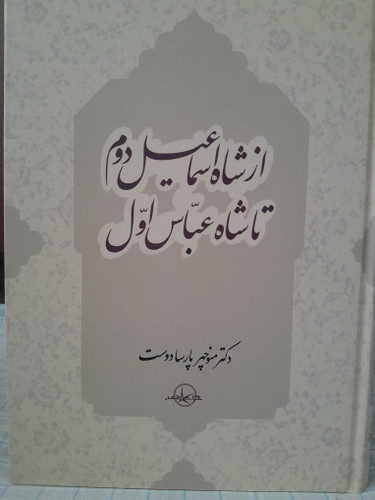 از شاه اسماعیل دوم
تا شاه عبّاس اوّل
دکتر منوچهر پارسادوست